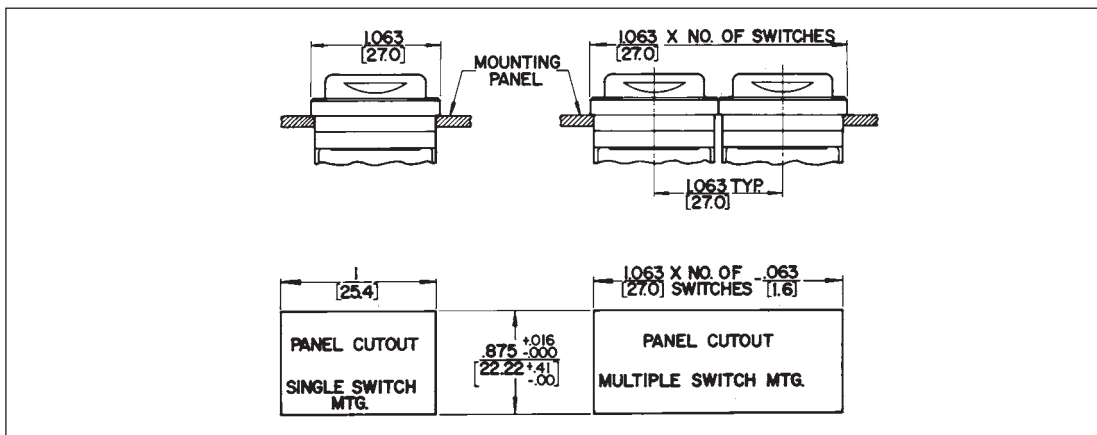 1.063
[27.0]
MOUNTING
PANEL
1.063 X NO. OF SWITCHES
[27.0]
1.063 TYP.
[27.0]
1
[25.4]
PANEL CUTOUT
SINGLE SWITCH
MTG.
.875 +.016 -.000
[22.22 +.41 -.00]
1.063 X NO. OF - .063
[27.0] SWITCHES [1.6]
PANEL CUTOUT
MULTIPLE SWITCH MTG.